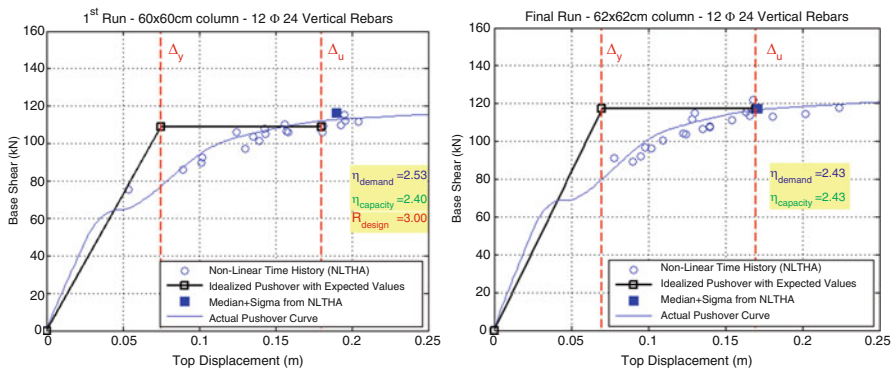 1st Run - 60x60cm column - 12 Φ 24 Vertical Rebars
Base Shear (kN)
160
140
120
100
80
60
40
20
0
Δy
Δu
ηdemand=2.53
ηcapacity=2.40
Rdesign=3.00
Non-Linear Time History (NLTHA)
Idealized Pushover with Expected Values
Median+Sigma from NLTHA
Actual Pushover Curve
0 0.05 0.1 0.15 0.2 0.25
Top Displacement (m)
Final Run - 62x62cm column - 12 Φ 24 Vertical Rebars
Base Shear (kN)
160
140
120
100
80
60
40
20
0
Δy
Δu
ηdemand=2.43
ηcapacity=2.43
Non-Linear Time History (NLTHA)
Idealized Pushover with Expected Values
Median+Sigma from NLTHA
Actual Pushover Curve
0 0.05 0.1 0.15 0.2 0.25
Top Displacement (m)